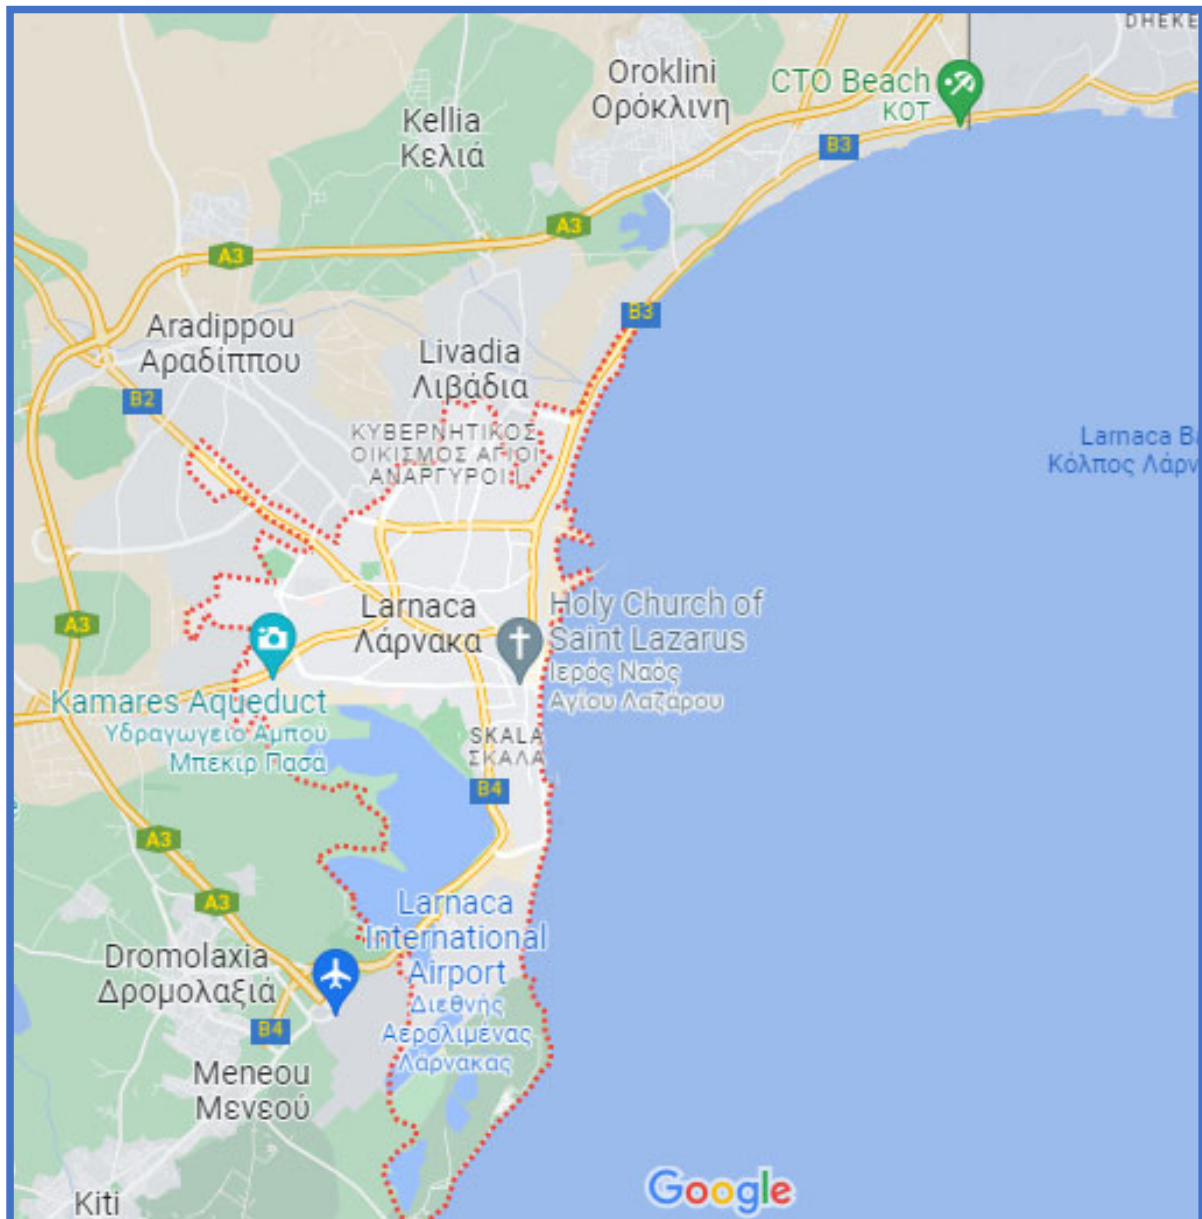 DHEKE
Oroklini
Ορόκλινη
CTO Beach
ΚΟΤ
Kellia
Κελιά
B3
A3
A3
B3
Aradippou
Αραδίππου
Livadia
Λιβάδια
B2
ΚΥΒΕΡΝΗΤΙΚΟΣ
ΟΙΚΙΣΜΟΣ ΑΓΙΟΙ
ΑΝΑΡΓΥΡΟΙ Ι
Larnaca Ba
Κόλπος Λάρν
A3
Larnaca
Λάρνακα
Holy Church of
Saint Lazarus
Ιερός Ναός
Αγίου Λαζάρου
Kamares Aqueduct
Υδραγωγείο Αμπού
Μπεκίρ Πασά
SKALA
ΣΚΑΛΑ
B4
A3
A3
Larnaca
International
Airport
Διεθνής
Αερολιμένας
Λάρνακας
Dromolaxia
Δρομολαξιά
B4
Meneou
Μενεού
Kiti
Google